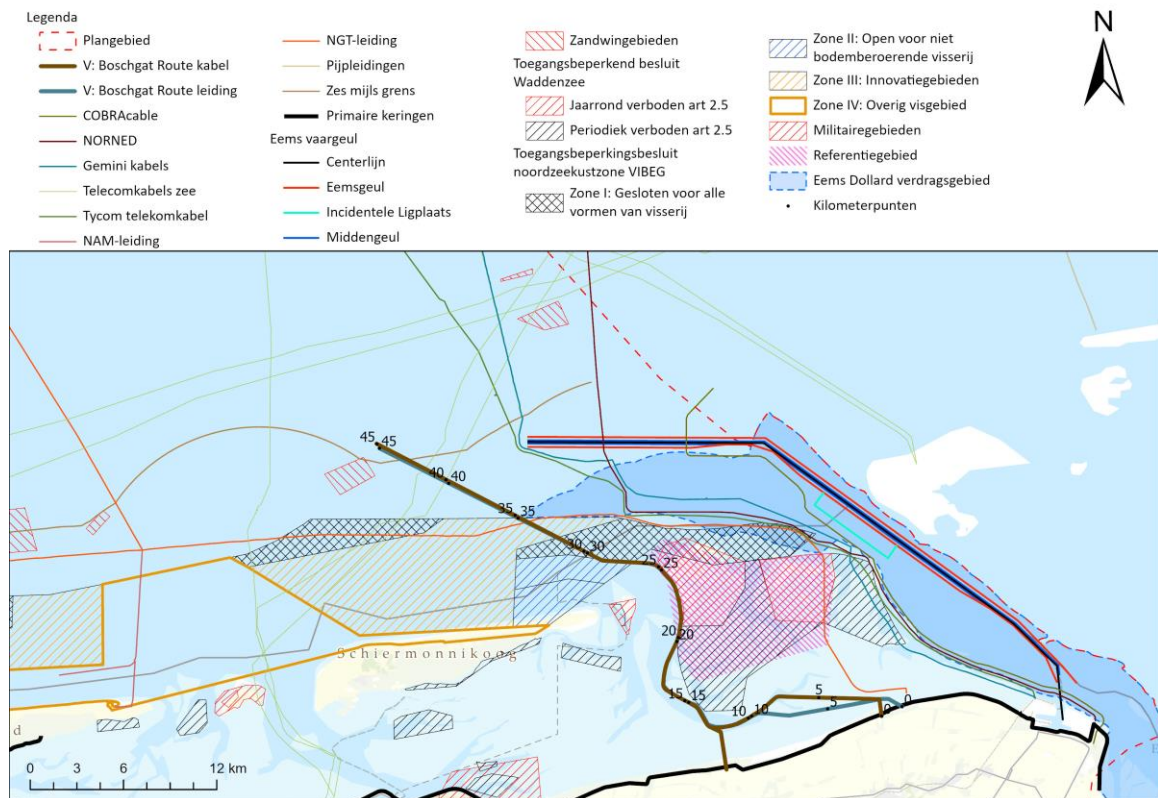 Legenda
Plangebied
V: Boschgat Route kabel
V: Boschgat Route leiding
COBRAcable
NORNED
Gemini kabels
Telecomkabels zee
Tycom telekomkabel
NAM-leiding
NGT-leiding
Pijpleidingen
Zes mijls grens
Primaire keringen
Eems vaargeul
Centerlijn
Eemsgeul
Incidentele Ligplaats
Middengeul
Zandwingebieden
Toegangsbeperkend besluit
Waddenzee
Jaarrond verboden art 2.5
Periodiek verboden art 2.5
Toegangsbeperkingsbesluit
noordzeekustzone VIBEG
Zone I: Gesloten voor alle
vormen van visserij
Zone II: Open voor niet
bodemberoerende visserij
Zone III: Innovatiegebieden
Zone IV: Overig visgebied
Militairegebieden
Referentiegebied
Eems Dollard verdragsgebied
Kilometerpunten
N
45 45
40 40
35 35
30 30
25 25
20 20
Schiermonnikoog
15 15
10 10
5
5
0 0
d
E
0 3 6 12 km